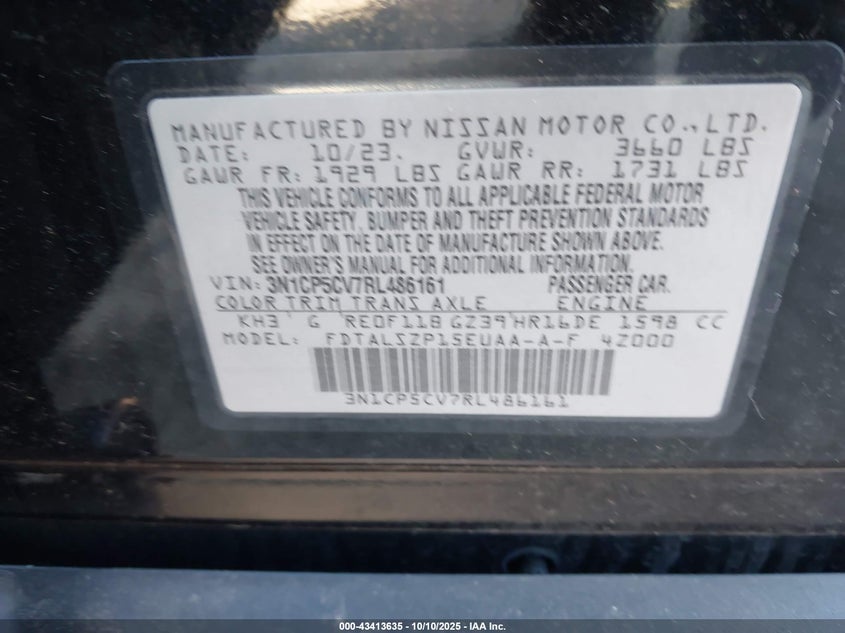 MANUFACTURED BY NISSAN MOTOR CO., LTD.
DATE: 10/23. GVWR: 3660 LBS
GAWR FR: 1929 LBS GAWR RR: 1731 LBS
THIS VEHICLE CONFORMS TO ALL APPLICABLE FEDERAL MOTOR
VEHICLE SAFETY, BUMPER AND THEFT PREVENTION STANDARDS
IN EFFECT ON THE DATE OF MANUFACTURE SHOWN ABOVE.
SEE OWNER'S MANUAL FOR ADDITIONAL INFORMATION.
VIN: 3N1CP5CV7RL486161 PASSENGER CAR.
COLOR TRIM TRANS AXLE ENGINE
KH3 G RE0F11B GZ39 HR16DE 1598 CC
MODEL: FDTALSZP15EUAA-A-F 4Z000
3N1CP5CV7RL486161
000-43413635 - 10/10/2025 - IAA Inc.